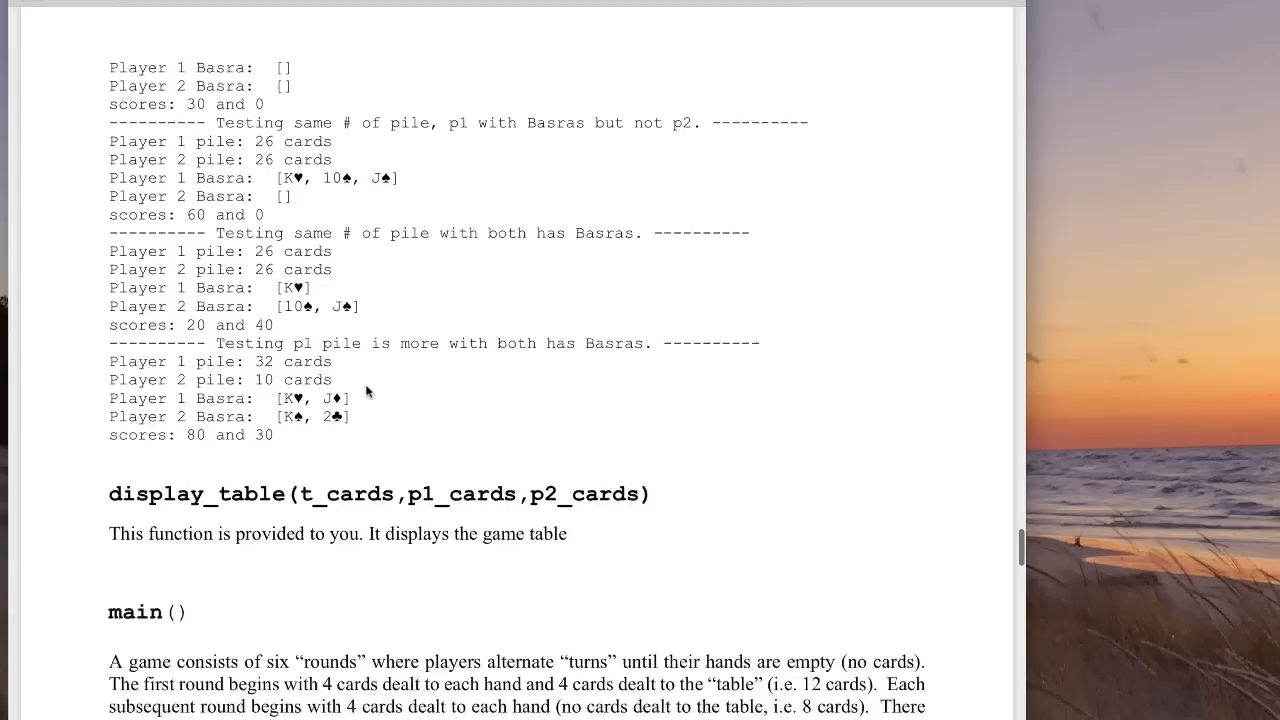 Player 1 Basra:  []
Player 2 Basra:  []
scores: 30 and 0
---------- Testing same # of pile, p1 with Basras but not p2. ----------
Player 1 pile: 26 cards
Player 2 pile: 26 cards
Player 1 Basra:  [K♥, 10♠, J♠]
Player 2 Basra:  []
scores: 60 and 0
---------- Testing same # of pile with both has Basras. ----------
Player 1 pile: 26 cards
Player 2 pile: 26 cards
Player 1 Basra:  [K♥]
Player 2 Basra:  [10♠, J♠]
scores: 20 and 40
---------- Testing p1 pile is more with both has Basras. ----------
Player 1 pile: 32 cards
Player 2 pile: 10 cards
Player 1 Basra:  [K♥, J♦]
Player 2 Basra:  [K♠, 2♣]
scores: 80 and 30
display_table(t_cards,p1_cards,p2_cards)
This function is provided to you. It displays the game table
main()
A game consists of six “rounds” where players alternate “turns” until their hands are empty (no cards).
The first round begins with 4 cards dealt to each hand and 4 cards dealt to the “table” (i.e. 12 cards).  Each
subsequent round begins with 4 cards dealt to each hand (no cards dealt to the table, i.e. 8 cards).  There